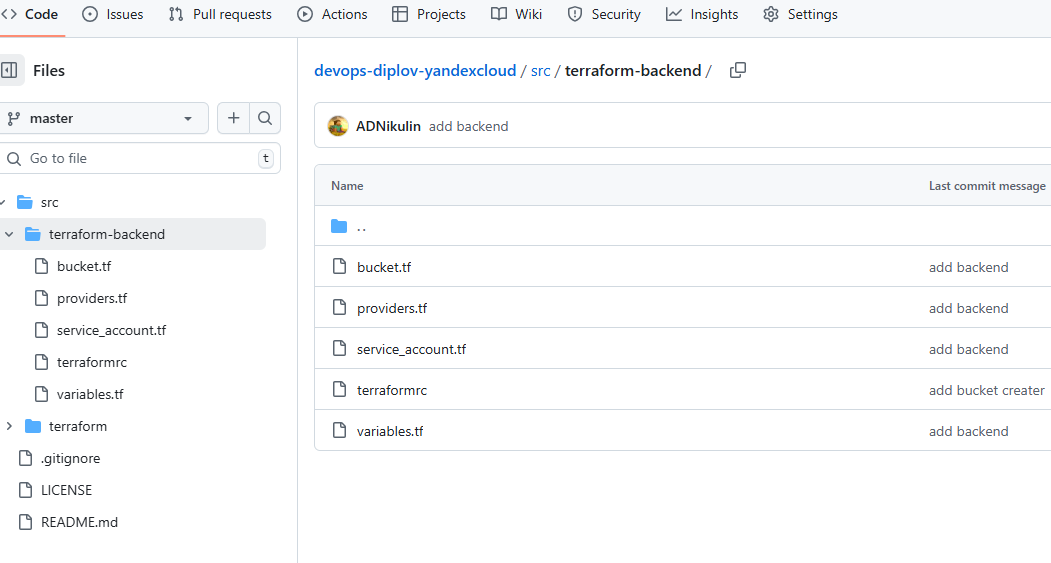 <> Code Issues Pull requests Actions Projects Wiki Security Insights Settings
Files
master
Go to file t
src
terraform-backend
bucket.tf
providers.tf
service_account.tf
terraformrc
variables.tf
terraform
.gitignore
LICENSE
README.md
devops-diplov-yandexcloud / src / terraform-backend /
ADNikulin add backend
Name Last commit message
..
bucket.tf add backend
providers.tf add backend
service_account.tf add backend
terraformrc add bucket creater
variables.tf add backend